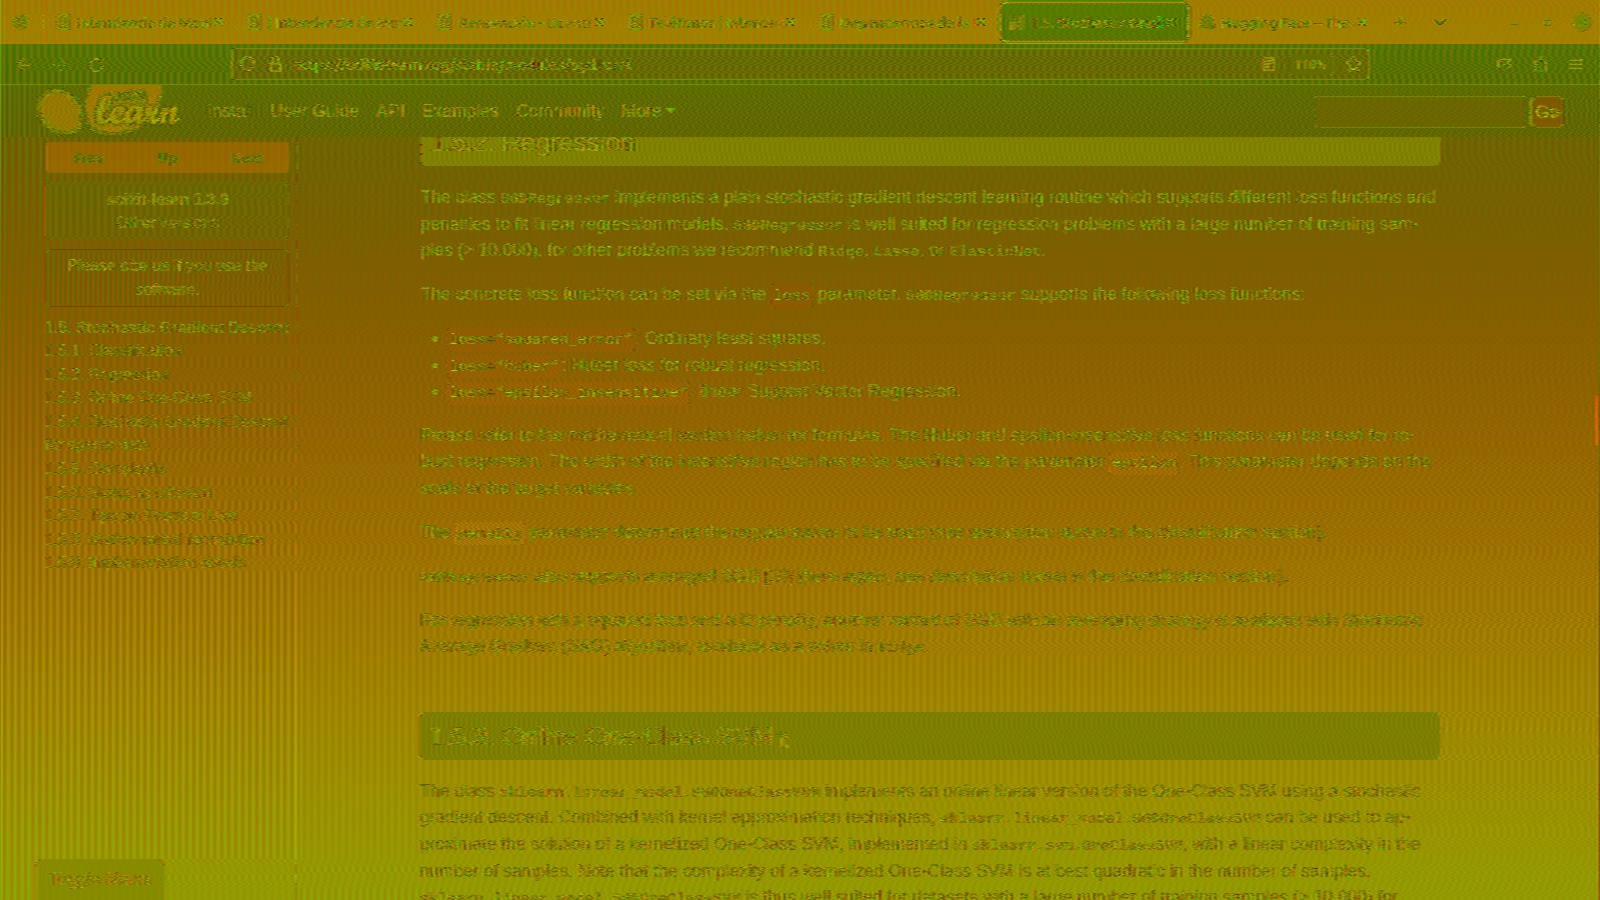 learn Install User Guide API Examples Community More Go
110%
Prev Up Next
scikit-learn 1.3.
Other versions
Please cite us if you use the
software.
1.5. Stochastic Gradient Descent
1.5.1. Classification
1.5.2. Regression
1.5.3. Online One-Class SVM
1.5.4. Stochastic Gradient Descent
for sparse data
1.5.5. Complexity
1.5.6. Stopping criterion
1.5.7. Tips on Practical Use
1.5.8. Mathematical formulation
1.5.9. Implementation details
Toggle Menu
1.5.2. Regression
The class SGDRegressor implements a plain stochastic gradient descent learning routine which supports different loss functions and
penalties to fit linear regression models. SGDRegressor is well suited for regression problems with a large number of training sam-
ples (> 10.000), for other problems we recommend Ridge, Lasso, or ElasticNet.
The concrete loss function can be set via the loss parameter. SGDRegressor supports the following loss functions:
• loss="squared_error": Ordinary least squares,
• loss="huber": Huber loss for robust regression,
• loss="epsilon_insensitive": linear Support Vector Regression.
Please refer to the mathematical section below for formulas. The Huber and epsilon-insensitive loss functions can be used for ro-
bust regression. The width of the insensitive region has to be specified via the parameter epsilon. This parameter depends on the
scale of the target variables.
The penalty parameter determines the regularization to be used (see description above in the classification section).
SGDRegressor also supports averaged SGD [10] (here again, see description above in the classification section).
For regression with a squared loss and a l2 penalty, another variant of SGD with an averaging strategy is available with Stochastic
Average Gradient (SAG) algorithm, available as a solver in Ridge.
1.5.3. Online One-Class SVM
The class sklearn.linear_model.SGDOneClassSVM implements an online linear version of the One-Class SVM using a stochastic
gradient descent. Combined with kernel approximation techniques, sklearn.linear_model.SGDOneClassSVM can be used to ap-
proximate the solution of a kernelized One-Class SVM, implemented in sklearn.svm.OneClassSVM, with a linear complexity in the
number of samples. Note that the complexity of a kernelized One-Class SVM is at best quadratic in the number of samples.
sklearn.linear_model.SGDOneClassSVM is thus well suited for datasets with a large number of training samples (> 10,000) for